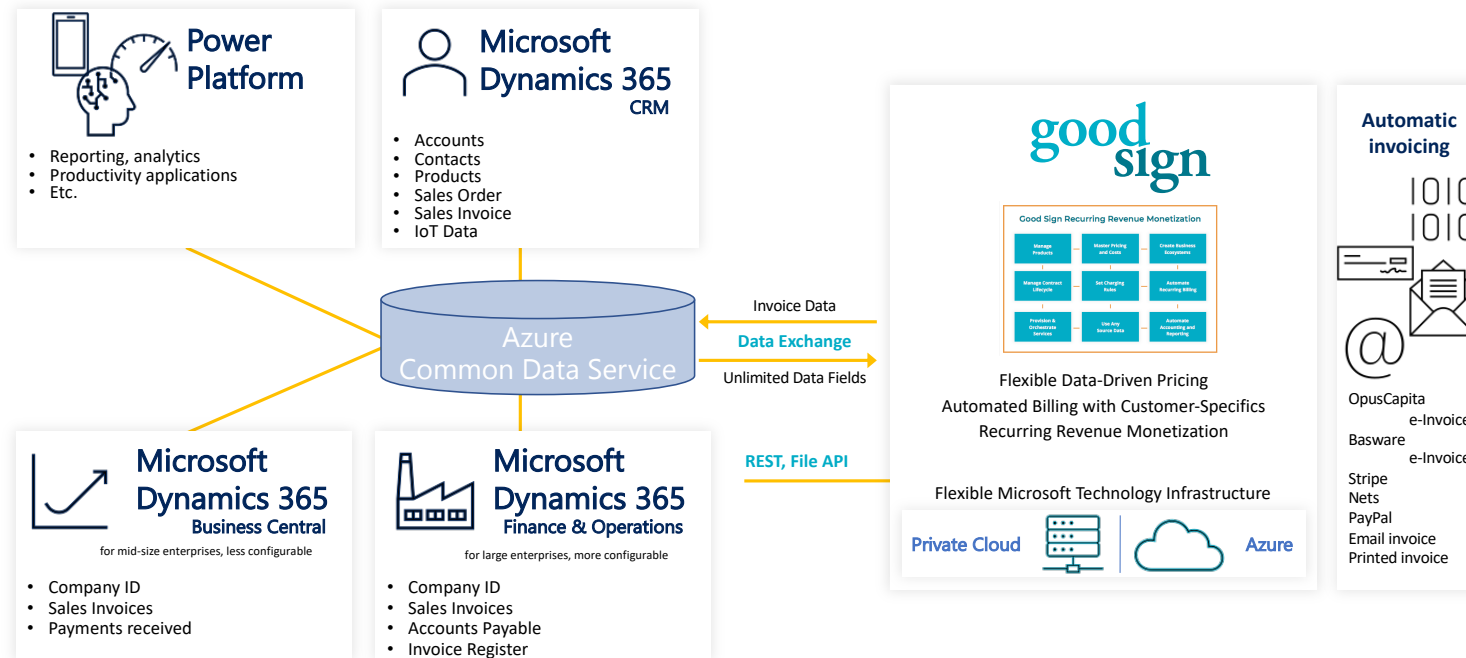 Power
Platform
• Reporting, analytics
• Productivity applications
• Etc.
Microsoft
Dynamics 365
CRM
• Accounts
• Contacts
• Products
• Sales Order
• Sales Invoice
• IoT Data
Azure
Common Data Service
Invoice Data
Data Exchange
Unlimited Data Fields
REST, File API
Microsoft
Dynamics 365
Business Central
for mid-size enterprises, less configurable
• Company ID
• Sales Invoices
• Payments received
Microsoft
Dynamics 365
Finance & Operations
for large enterprises, more configurable
• Company ID
• Sales Invoices
• Accounts Payable
• Invoice Register
good
sign
Good Sign Recurring Revenue Monetization
Manage
Products
Master Pricing
and Costs
Create Business
Ecosystems
Manage Contract
Lifecycle
Set Charging
Rules
Automate
Recurring Billing
Provision &
Orchestrate
Services
Use Any
Source Data
Automate
Accounting and
Reporting
Flexible Data-Driven Pricing
Automated Billing with Customer-Specifics
Recurring Revenue Monetization
Flexible Microsoft Technology Infrastructure
Private Cloud
Azure
Automatic
invoicing
1010
1010
@
OpusCapita
e-Invoice
Basware
e-Invoice
Stripe
Nets
PayPal
Email invoice
Printed invoice